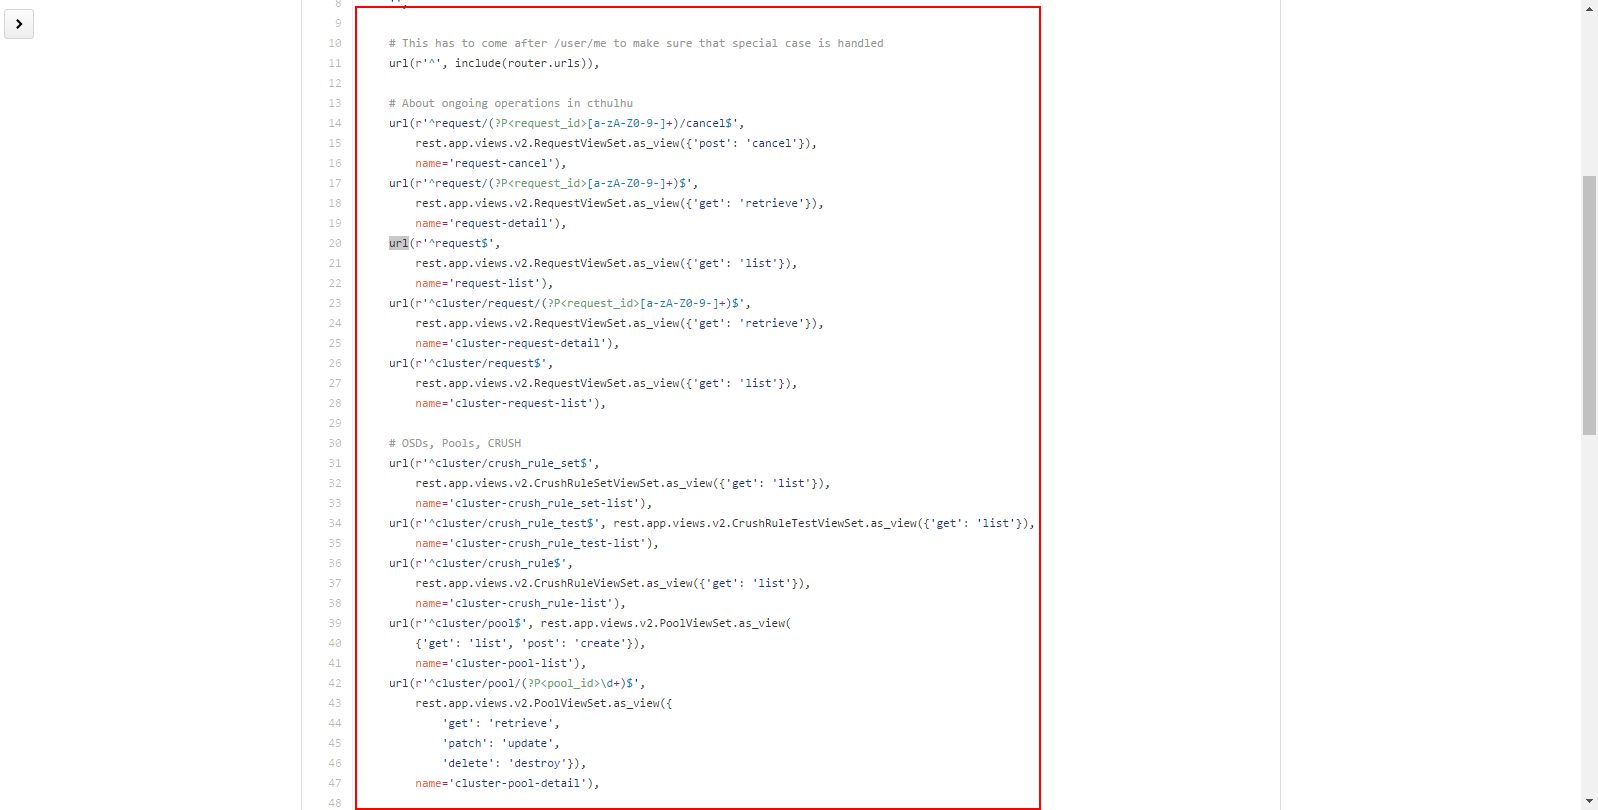 8
9
10 # This has to come after /user/me to make sure that special case is handled
11 url(r'^', include(router.urls)),
12
13 # About ongoing operations in cthulhu
14 url(r'^request/(?P<request_id>[a-zA-Z0-9-]+)/cancel$',
15 rest.app.views.v2.RequestViewSet.as_view({'post': 'cancel'}),
16 name='request-cancel'),
17 url(r'^request/(?P<request_id>[a-zA-Z0-9-]+)$',
18 rest.app.views.v2.RequestViewSet.as_view({'get': 'retrieve'}),
19 name='request-detail'),
20 url(r'^request$',
21 rest.app.views.v2.RequestViewSet.as_view({'get': 'list'}),
22 name='request-list'),
23 url(r'^cluster/request/(?P<request_id>[a-zA-Z0-9-]+)$',
24 rest.app.views.v2.RequestViewSet.as_view({'get': 'retrieve'}),
25 name='cluster-request-detail'),
26 url(r'^cluster/request$',
27 rest.app.views.v2.RequestViewSet.as_view({'get': 'list'}),
28 name='cluster-request-list'),
29
30 # OSDs, Pools, CRUSH
31 url(r'^cluster/crush_rule_set$',
32 rest.app.views.v2.CrushRuleSetViewSet.as_view({'get': 'list'}),
33 name='cluster-crush_rule_set-list'),
34 url(r'^cluster/crush_rule_test$', rest.app.views.v2.CrushRuleTestViewSet.as_view({'get': 'list'}),
35 name='cluster-crush_rule_test-list'),
36 url(r'^cluster/crush_rule$',
37 rest.app.views.v2.CrushRuleViewSet.as_view({'get': 'list'}),
38 name='cluster-crush_rule-list'),
39 url(r'^cluster/pool$', rest.app.views.v2.PoolViewSet.as_view(
40 {'get': 'list', 'post': 'create'}),
41 name='cluster-pool-list'),
42 url(r'^cluster/pool/(?P<pool_id>\d+)$',
43 rest.app.views.v2.PoolViewSet.as_view({
44 'get': 'retrieve',
45 'patch': 'update',
46 'delete': 'destroy'}),
47 name='cluster-pool-detail'),
48